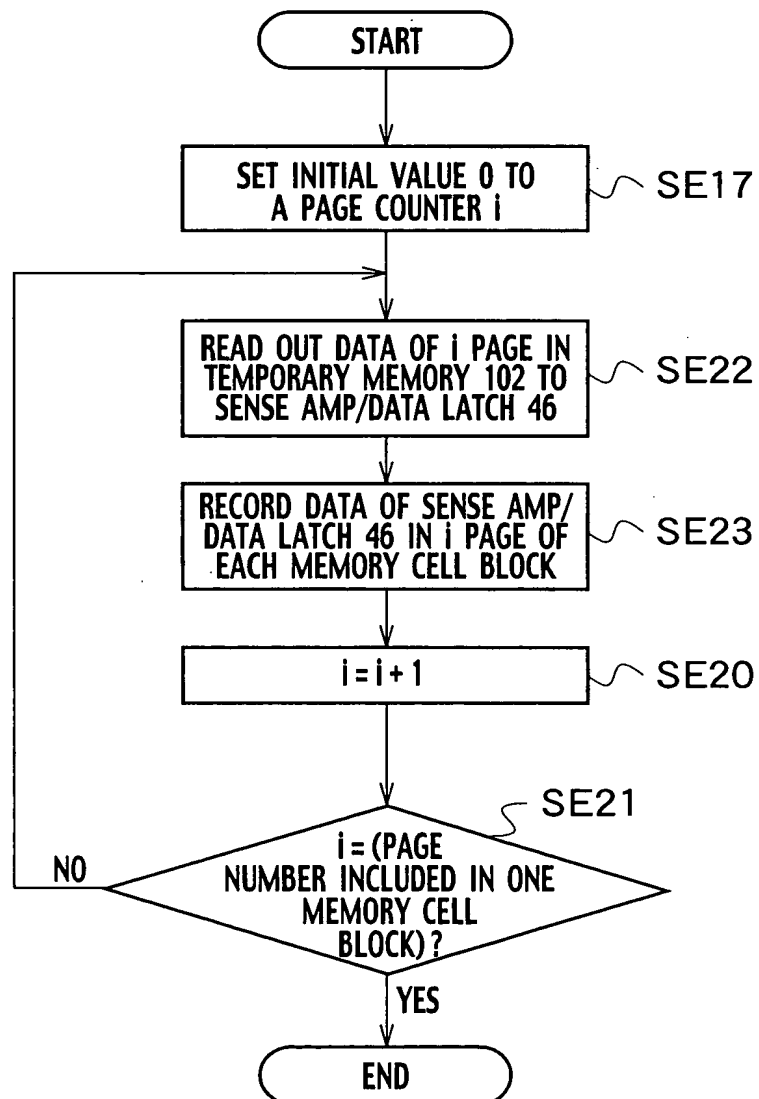 START
SET INITIAL VALUE 0 TO
A PAGE COUNTER i
SE17
READ OUT DATA OF i PAGE IN
TEMPORARY MEMORY 102 TO
SENSE AMP/DATA LATCH 46
SE22
RECORD DATA OF SENSE AMP/
DATA LATCH 46 IN i PAGE OF
EACH MEMORY CELL BLOCK
SE23
i = i + 1
SE20
SE21
i = (PAGE
NUMBER INCLUDED IN ONE
MEMORY CELL
BLOCK) ?
NO
YES
END